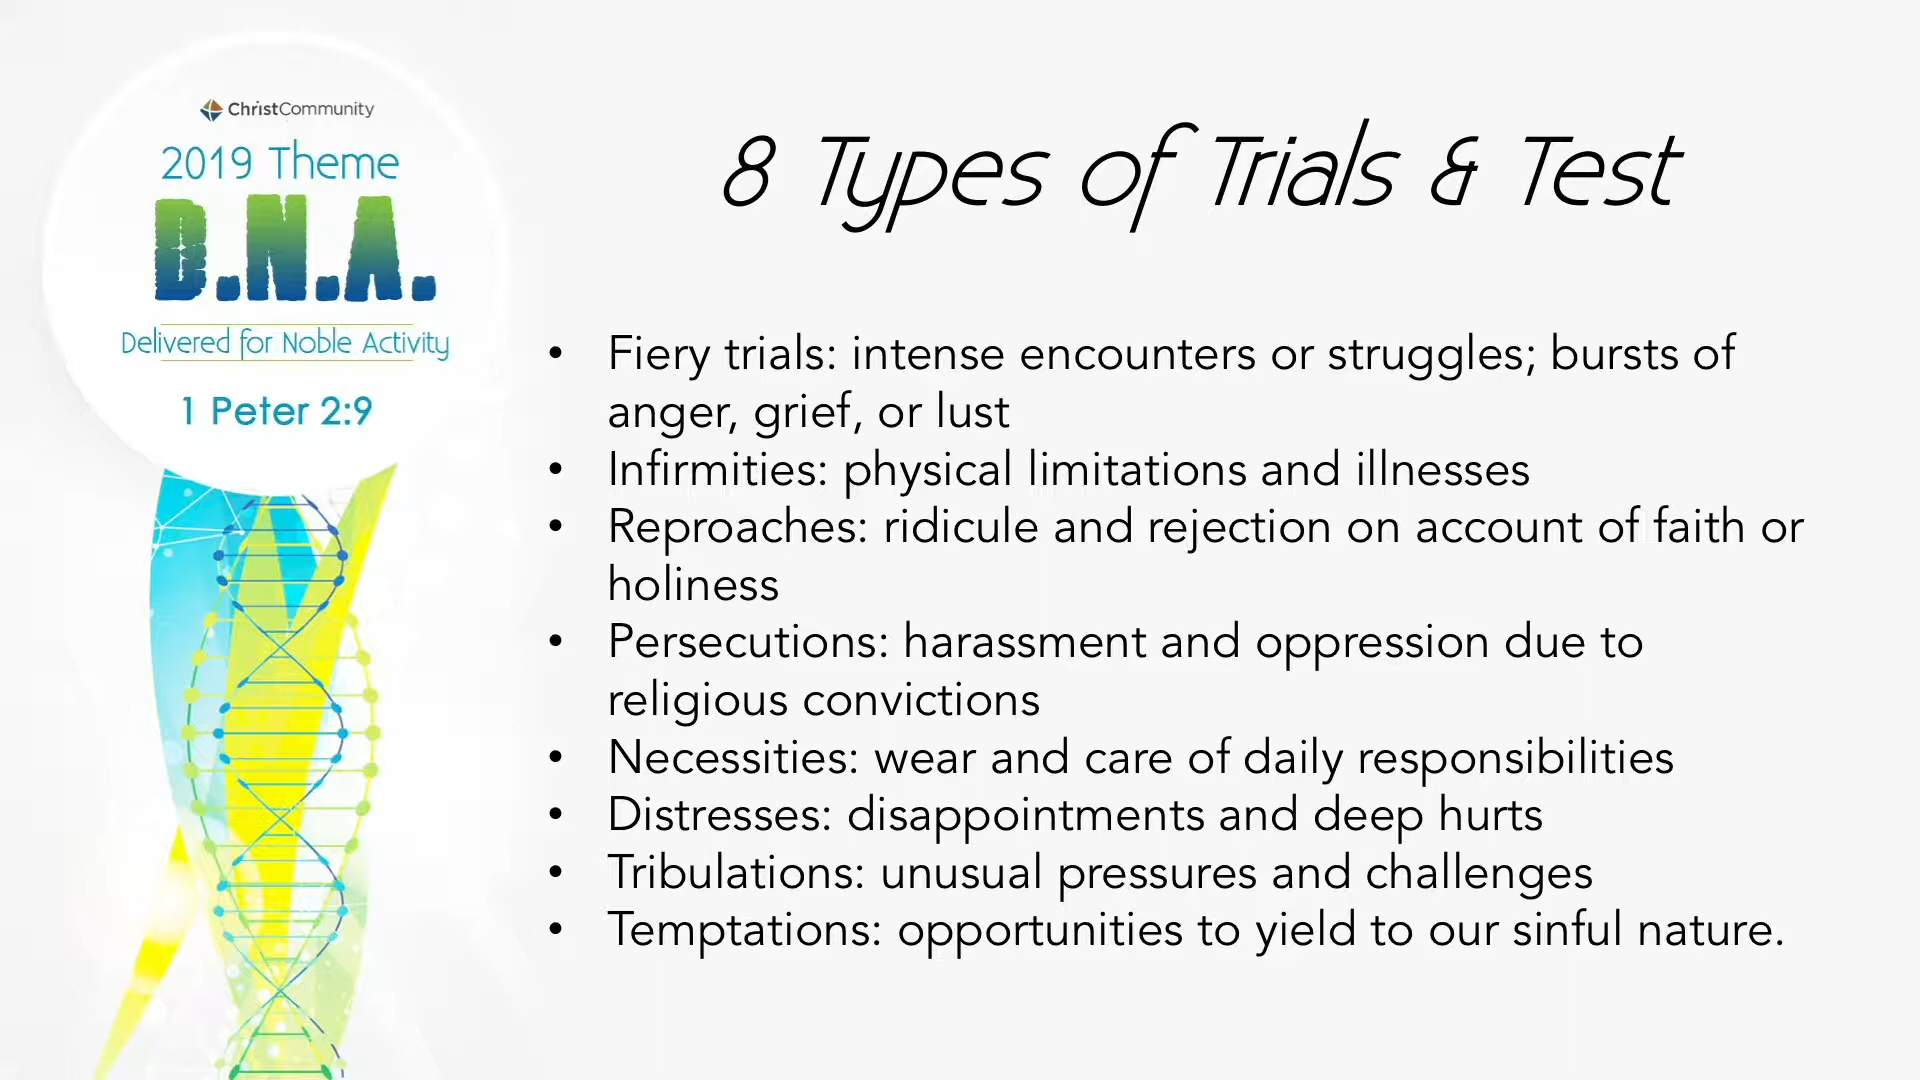 ChristCommunity
2019 Theme
D.N.A.
Delivered for Noble Activity
1 Peter 2:9
8 Types of Trials & Test
• Fiery trials: intense encounters or struggles; bursts of
anger, grief, or lust
• Infirmities: physical limitations and illnesses
• Reproaches: ridicule and rejection on account of faith or
holiness
• Persecutions: harassment and oppression due to
religious convictions
• Necessities: wear and care of daily responsibilities
• Distresses: disappointments and deep hurts
• Tribulations: unusual pressures and challenges
• Temptations: opportunities to yield to our sinful nature.